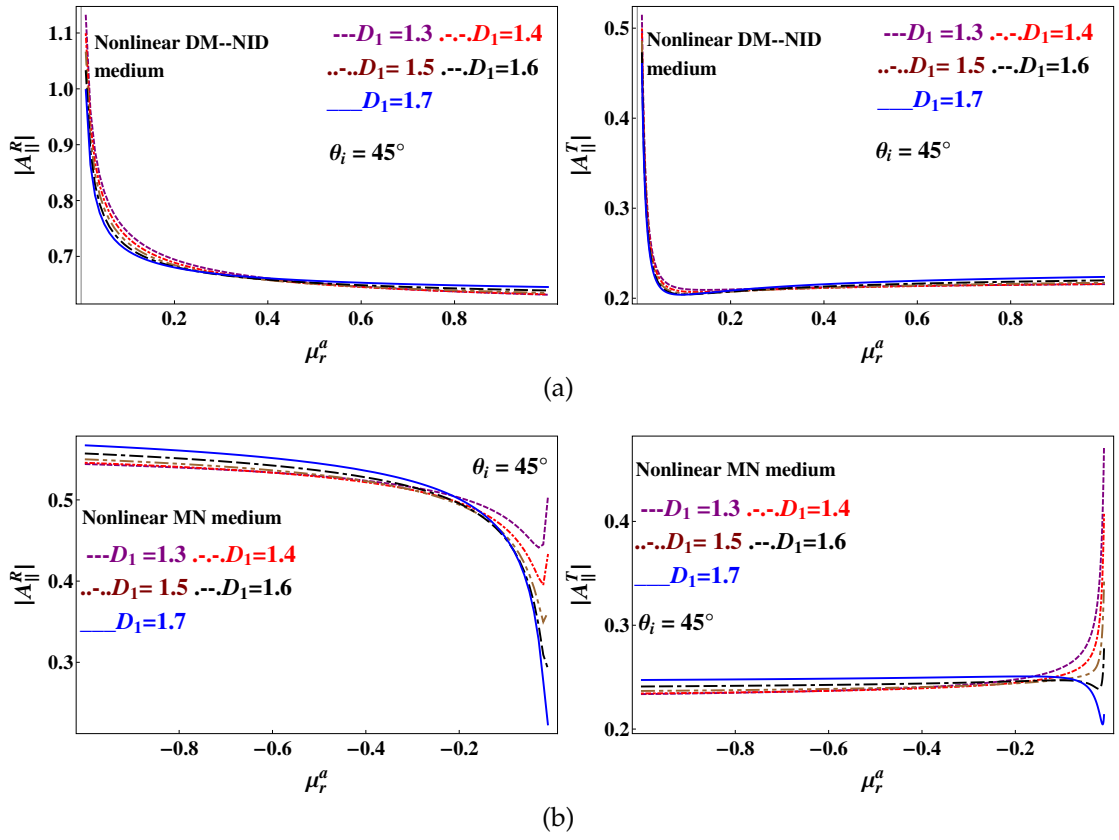 Nonlinear DM--NID
medium
---D1 =1.3 .-.-.D1=1.4
..-..D1= 1.5 .--.D1=1.6
___D1=1.7
θi = 45°
|A∥^R|
1.1
1.0
0.9
0.8
0.7
0.2 0.4 0.6 0.8
μ_r^a
Nonlinear DM--NID
medium
---D1 =1.3 .-.-.D1=1.4
..-..D1= 1.5 .--.D1=1.6
___D1=1.7
θi = 45°
|A∥^T|
0.5
0.4
0.3
0.2
0.2 0.4 0.6 0.8
μ_r^a
(a)
θi = 45°
Nonlinear MN medium
---D1 =1.3 .-.-.D1=1.4
..-..D1= 1.5 .--.D1=1.6
___D1=1.7
|A∥^R|
0.5
0.4
0.3
−0.8 −0.6 −0.4 −0.2
μ_r^a
Nonlinear MN medium
---D1 =1.3 .-.-.D1=1.4
..-..D1= 1.5 .--.D1=1.6
___D1=1.7
θi = 45°
|A∥^T|
0.4
0.3
0.2
−0.8 −0.6 −0.4 −0.2
μ_r^a
(b)